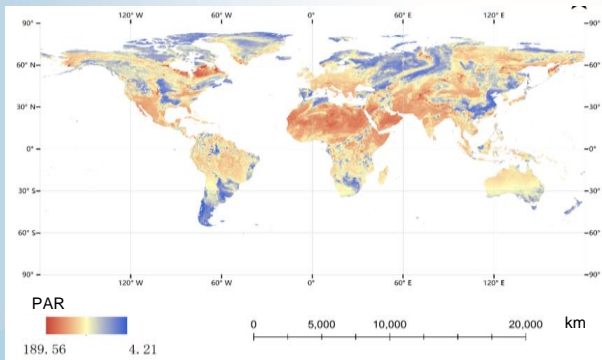 120° W 60° W 0° 60° E 120° E
90° 90°
60° N 60° N
30° N 30° N
0° 0°
30° S 30° S
60° S 60° S
90° 90°
120° W 60° W 0° 60° E 120° E
PAR
189.56 4.21
0 5,000 10,000 20,000 km